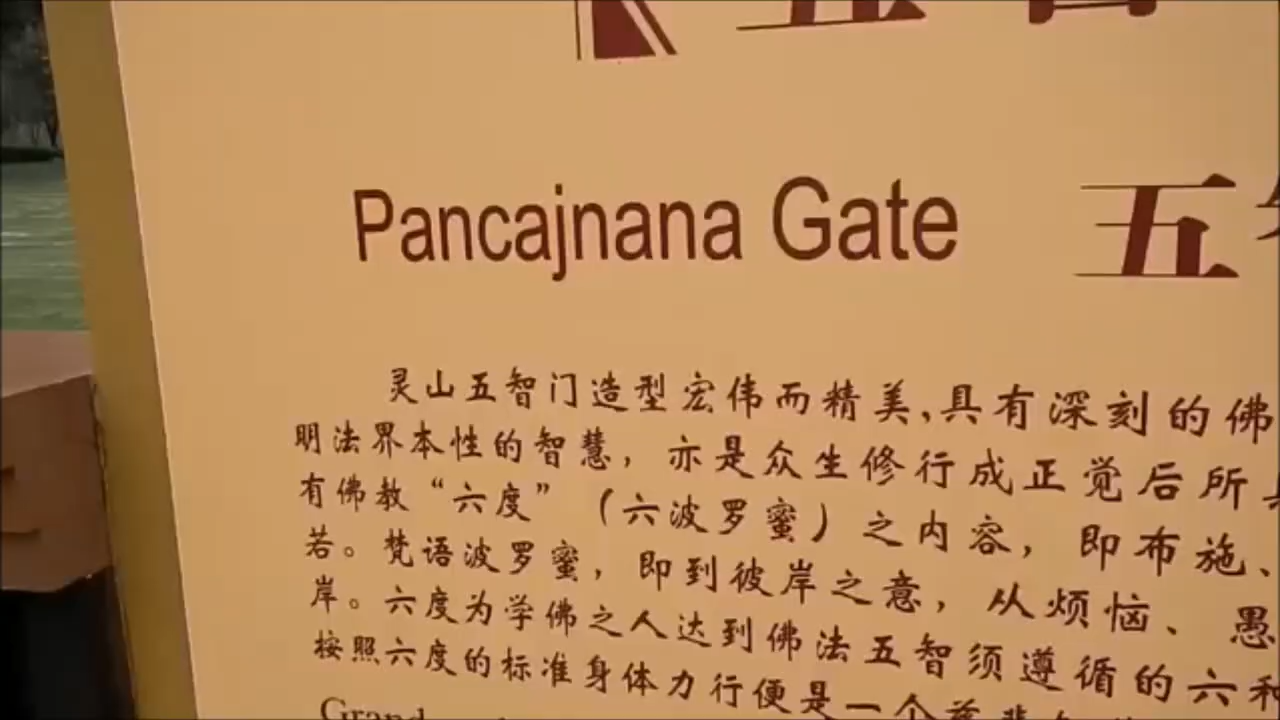 Pancajnana Gate 五
灵山五智门造型宏伟而精美,具有深刻的佛
明法界本性的智慧，亦是众生修行成正觉后所
有佛教“六度”（六波罗蜜）之内容，即布施、
若。梵语波罗蜜，即到彼岸之意，从烦恼、愚
岸。六度为学佛之人达到佛法五智须遵循的六和
按照六度的标准身体力行便是一个慈悲
Grand